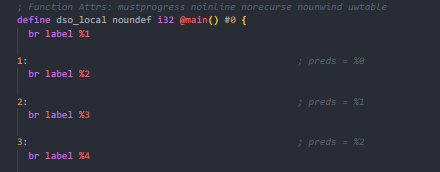 ; Function Attrs: mustprogress noinline norecurse nounwind uwtable
define dso_local noundef i32 @main() #0 {
br label %1
1: ; preds = %0
br label %2
2: ; preds = %1
br label %3
3: ; preds = %2
br label %4